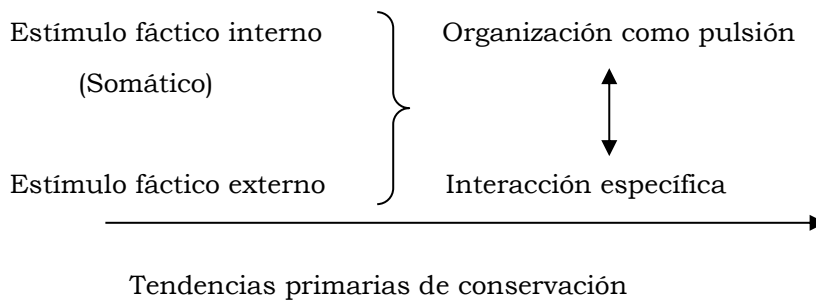 Estímulo fáctico interno
Organización como pulsión
(Somático)
Estímulo fáctico externo
Interacción específica
Tendencias primarias de conservación